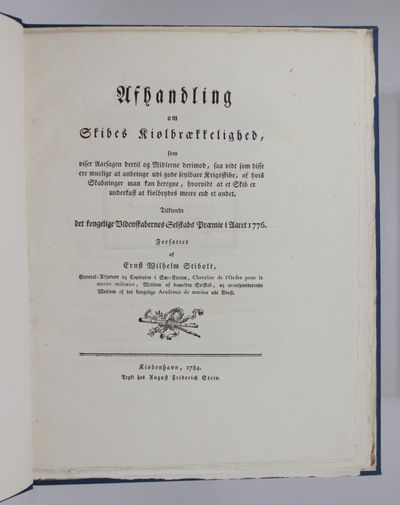 Afhandling
om
Skibes Kiolbrækkelighed,
som
viser Aarsagen dertil og Midlerne derimod, saa vidt som disse
ere muelige at anbringe udi gode seylbare Krigsskibe, af hvis
Skabninger man kan beregne, hvorvidt at et Skib er
underkast at kiolbrydes meere end et andet.
Tilkiendt
det kongelige Videnskabernes Selskabs Præmie i Aaret 1776.
Forfattet
af
Ernst Wilhelm Stibolt,
General-Adjutant og Capitaine i Søe-Etaten, Chevalier de l'Ordre pour le
merite militaire, Medlem af bemeldte Selskab, og correspondereode
Medlem af det kongelige Academie de marine udi Brest.
Kiøbenhavn, 1784.
Trykt hos August Friderich Stein.